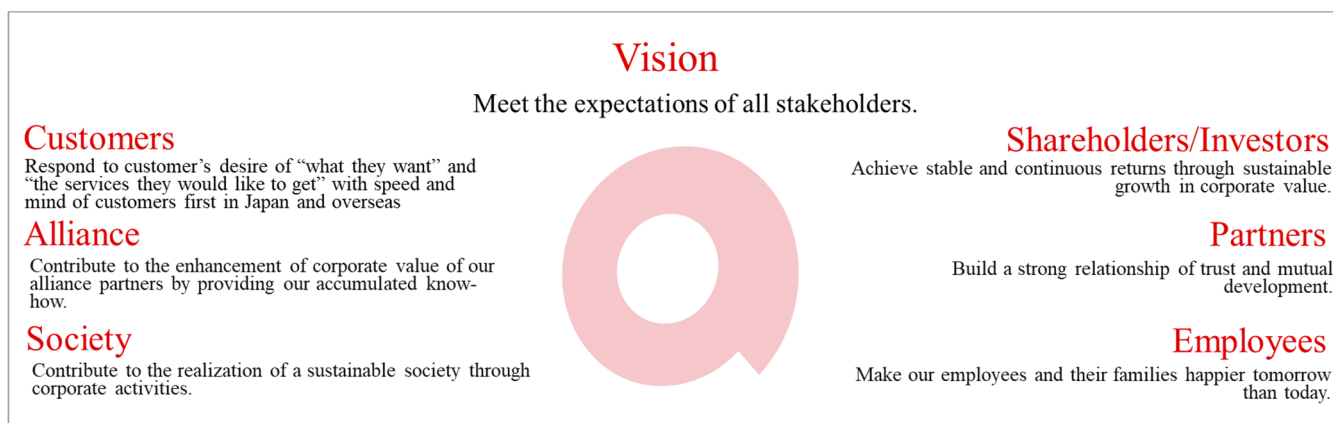 Vision
Meet the expectations of all stakeholders.
Customers
Respond to customer’s desire of “what they want” and
“the services they would like to get” with speed and
mind of customers first in Japan and overseas
Alliance
Contribute to the enhancement of corporate value of our
alliance partners by providing our accumulated know-
how.
Society
Contribute to the realization of a sustainable society through
corporate activities.
Shareholders/Investors
Achieve stable and continuous returns through sustainable
growth in corporate value.
Partners
Build a strong relationship of trust and mutual
development.
Employees
Make our employees and their families happier tomorrow
than today.